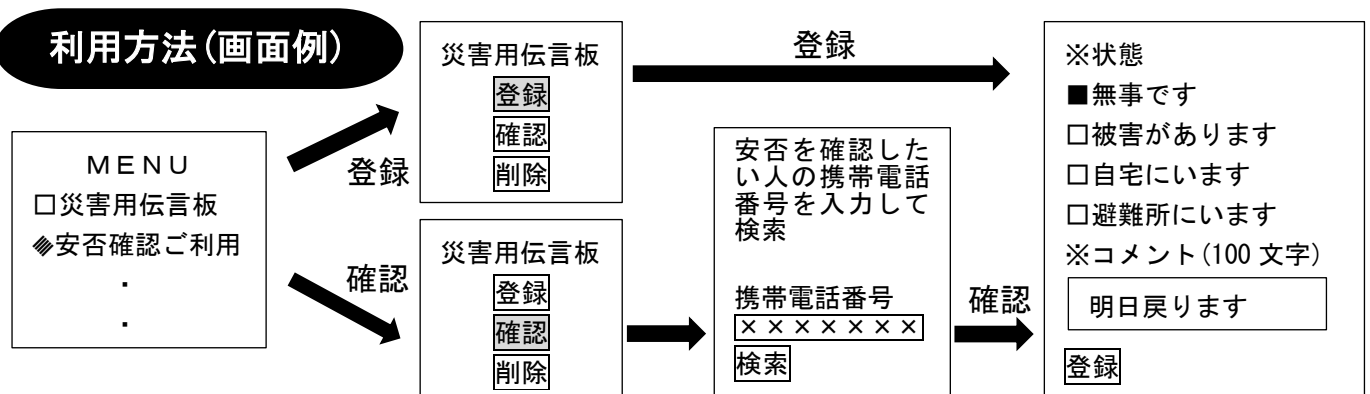 利用方法(画面例)
MENU
□災害用伝言板
安否確認ご利用
・
・
登録
確認
災害用伝言板
登録
確認
削除
災害用伝言板
登録
確認
削除
登録
安否を確認した
い人の携帯電話
番号を入力して
検索
携帯電話番号
×××××××
検索
確認
※状態
■無事です
□被害があります
□自宅にいます
□避難所にいます
※コメント(100文字)
明日戻ります
登録